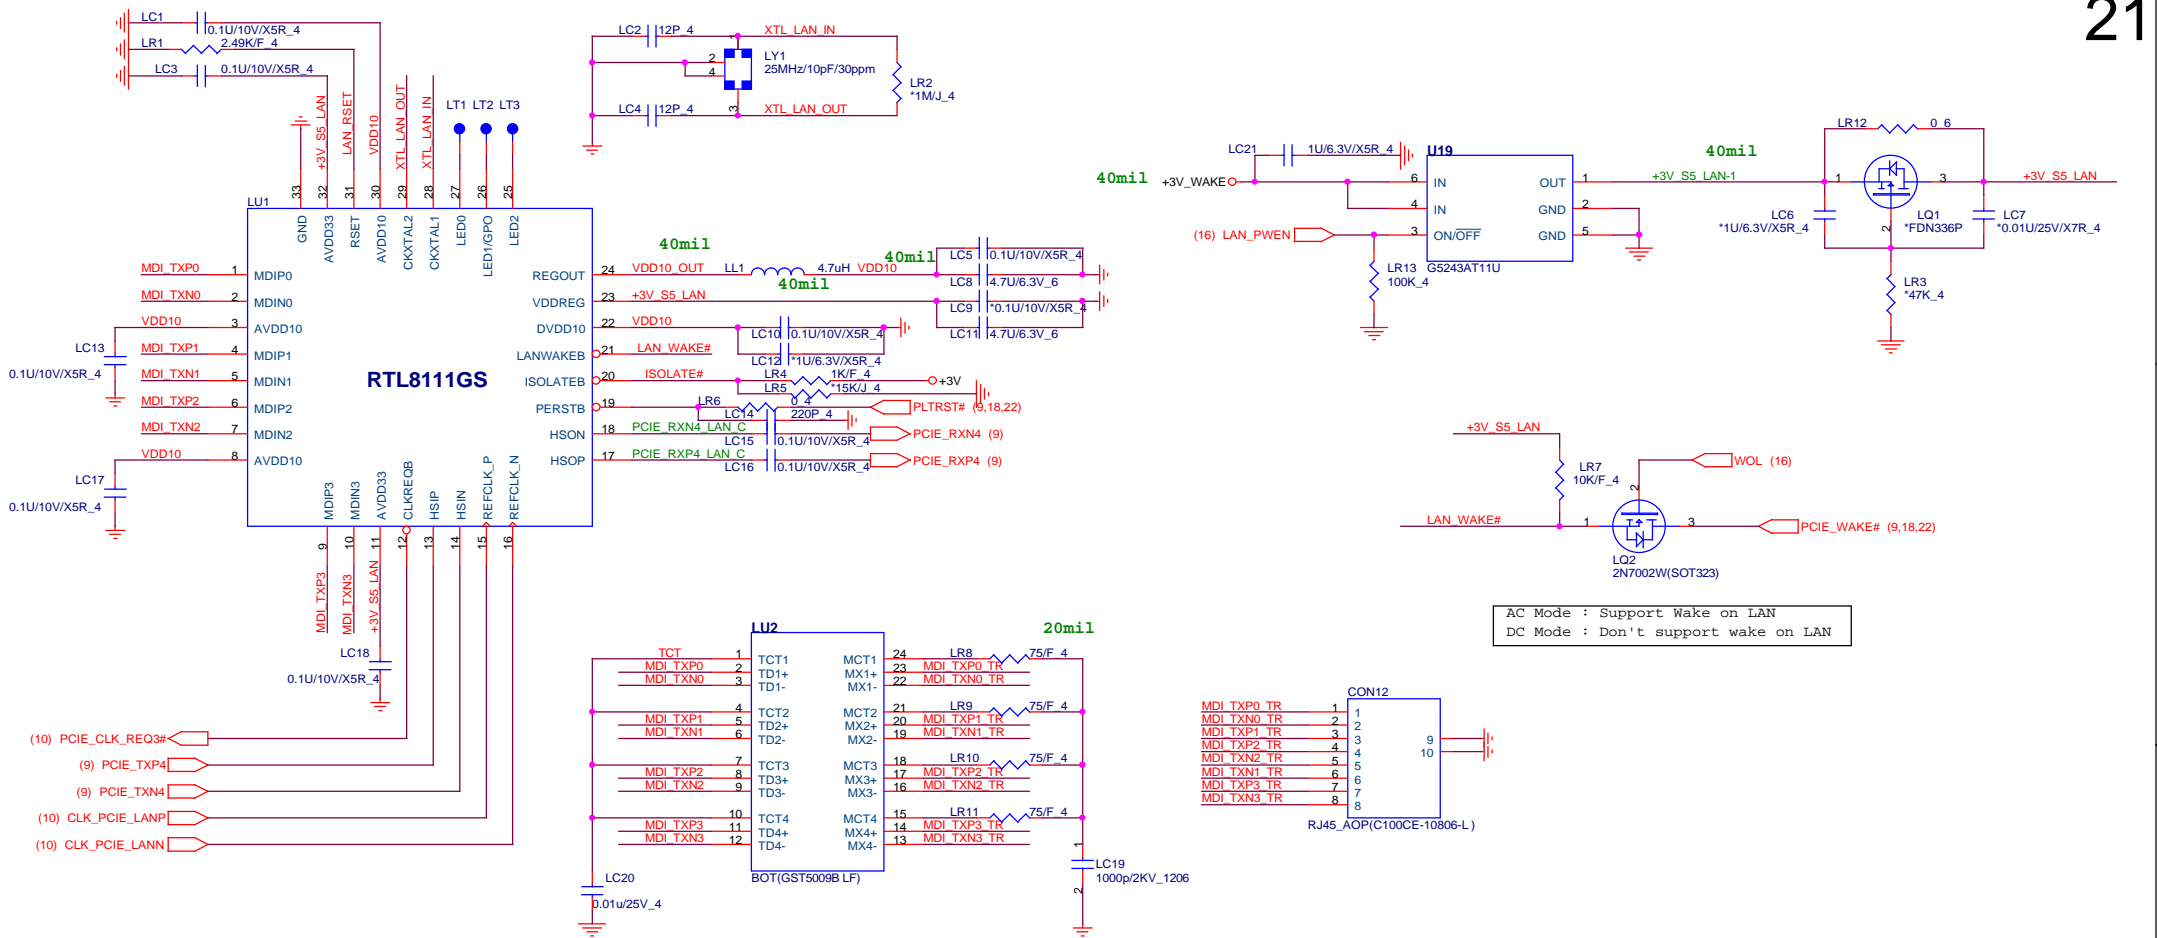 21
LC1
0.1U/10V/X5R_4
LR1
2.49K/F_4
LC3
0.1U/10V/X5R_4
+3V_S5_LAN
LAN_RSET
VDD10
XTL_LAN_OUT
XTL_LAN_IN
LT1
LT2
LT3
33
32
31
30
29
28
27
26
25
LC2
12P_4
XTL_LAN_IN
1
2
4
3
LY1
25MHz/10pF/30ppm
LR2
*1M/J_4
LC4
12P_4
XTL_LAN_OUT
LU1
GND
AVDD33
RSET
AVDD10
CKXTAL2
CKXTAL1
LED0
LED1/GPO
LED2
MDI_TXP0
1
MDIP0
MDI_TXN0
2
MDIN0
VDD10
3
AVDD10
MDI_TXP1
4
MDIP1
MDI_TXN1
5
MDIN1
MDI_TXP2
6
MDIP2
MDI_TXN2
7
MDIN2
VDD10
8
AVDD10
LC13
0.1U/10V/X5R_4
LC17
0.1U/10V/X5R_4
RTL8111GS
REGOUT
24
VDD10_OUT
LL1
4.7uH
VDD10
40mil
40mil
40mil
LC5
0.1U/10V/X5R_4
LC8
4.7U/6.3V_6
VDDREG
23
+3V_S5_LAN
LC9
*0.1U/10V/X5R_4
LC11
4.7U/6.3V_6
DVDD10
22
VDD10
LC10
0.1U/10V/X5R_4
LC12
*1U/6.3V/X5R_4
LANWAKEB
21
LAN_WAKE#
ISOLATEB
20
ISOLATE#
LR4
1K/F_4
+3V
LR5
*15K/J_4
PERSTB
19
LR6
0_4
PLTRST# (9,18,22)
LC14
220P_4
HSON
18
PCIE_RXN4_LAN_C
LC15
0.1U/10V/X5R_4
PCIE_RXN4 (9)
HSOP
17
PCIE_RXP4_LAN_C
LC16
0.1U/10V/X5R_4
PCIE_RXP4 (9)
MDIP3
MDIN3
AVDD33
CLKREQB
HSIP
HSIN
REFCLK_P
REFCLK_N
9
10
11
12
13
14
15
16
MDI_TXP3
MDI_TXN3
+3V_S5_LAN
LC18
0.1U/10V/X5R_4
(10) PCIE_CLK_REQ3#
(9) PCIE_TXP4
(9) PCIE_TXN4
(10) CLK_PCIE_LANP
(10) CLK_PCIE_LANN
LU2
20mil
TCT
1
TCT1
MDI_TXP0
2
TD1+
MDI_TXN0
3
TD1-
4
TCT2
MDI_TXP1
5
TD2+
MDI_TXN1
6
TD2-
7
TCT3
MDI_TXP2
8
TD3+
MDI_TXN2
9
TD3-
10
TCT4
MDI_TXP3
11
TD4+
MDI_TXN3
12
TD4-
MCT1
24
LR8
75/F_4
MX1+
23
MDI_TXP0_TR
MX1-
22
MDI_TXN0_TR
MCT2
21
LR9
75/F_4
MX2+
20
MDI_TXP1_TR
MX2-
19
MDI_TXN1_TR
MCT3
18
LR10
75/F_4
MX3+
17
MDI_TXP2_TR
MX3-
16
MDI_TXN2_TR
MCT4
15
LR11
75/F_4
MX4+
14
MDI_TXP3_TR
MX4-
13
MDI_TXN3_TR
BOT(GST5009B LF)
LC20
0.01u/25V_4
1
LC19
1000p/2KV_1206
2
40mil
+3V_WAKE
LC21
1U/6.3V/X5R_4
U19
6
IN
4
IN
3
ON/OFF
OUT
1
GND
2
GND
5
G5243AT11U
(16) LAN_PWEN
LR13
100K_4
40mil
+3V_S5_LAN-1
LR12
0_6
1
3
2
+3V_S5_LAN
LC6
*1U/6.3V/X5R_4
LQ1
*FDN336P
LC7
*0.01U/25V/X7R_4
LR3
*47K_4
+3V_S5_LAN
LR7
10K/F_4
WOL (16)
2
LAN_WAKE#
1
3
PCIE_WAKE# (9,18,22)
LQ2
2N7002W(SOT323)
AC Mode : Support Wake on LAN
DC Mode : Don't support wake on LAN
CON12
MDI_TXP0_TR
1
1
MDI_TXN0_TR
2
2
MDI_TXP1_TR
3
3
MDI_TXP2_TR
4
4
MDI_TXN2_TR
5
5
MDI_TXN1_TR
6
6
MDI_TXP3_TR
7
7
MDI_TXN3_TR
8
8
9
10
RJ45_AOP(C100CE-10806-L)